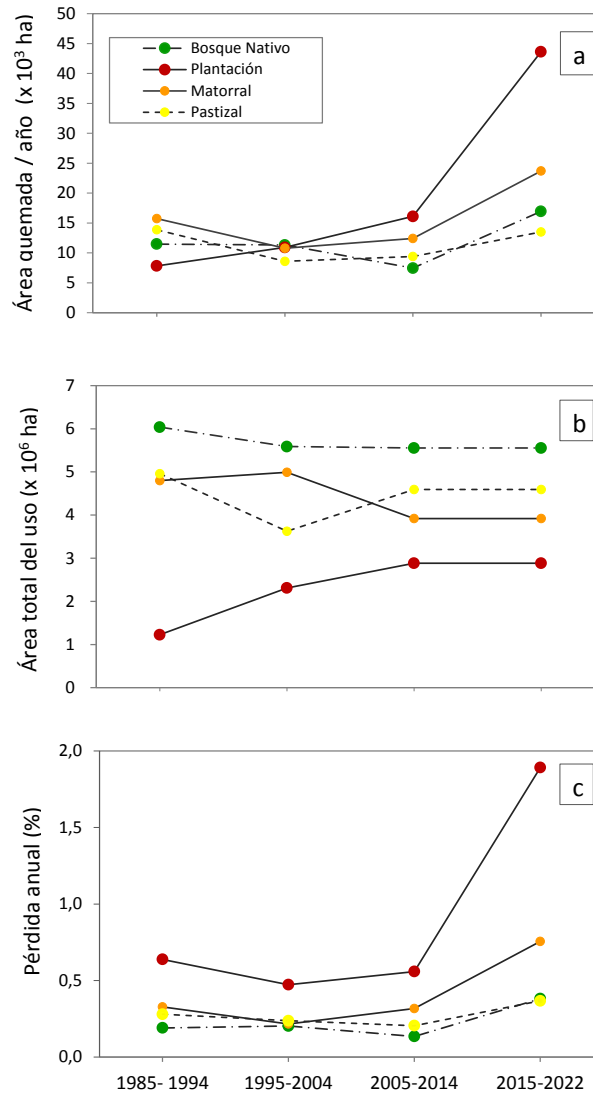 Área quemada / año (x 10³ ha)
50
45
40
35
30
25
20
15
10
5
0
Bosque Nativo
Plantación
Matorral
Pastizal
a
Área total del uso (x 10⁶ ha)
7
6
5
4
3
2
1
0
b
Pérdida anual (%)
2,0
1,5
1,0
0,5
0,0
c
1985- 1994
1995-2004
2005-2014
2015-2022